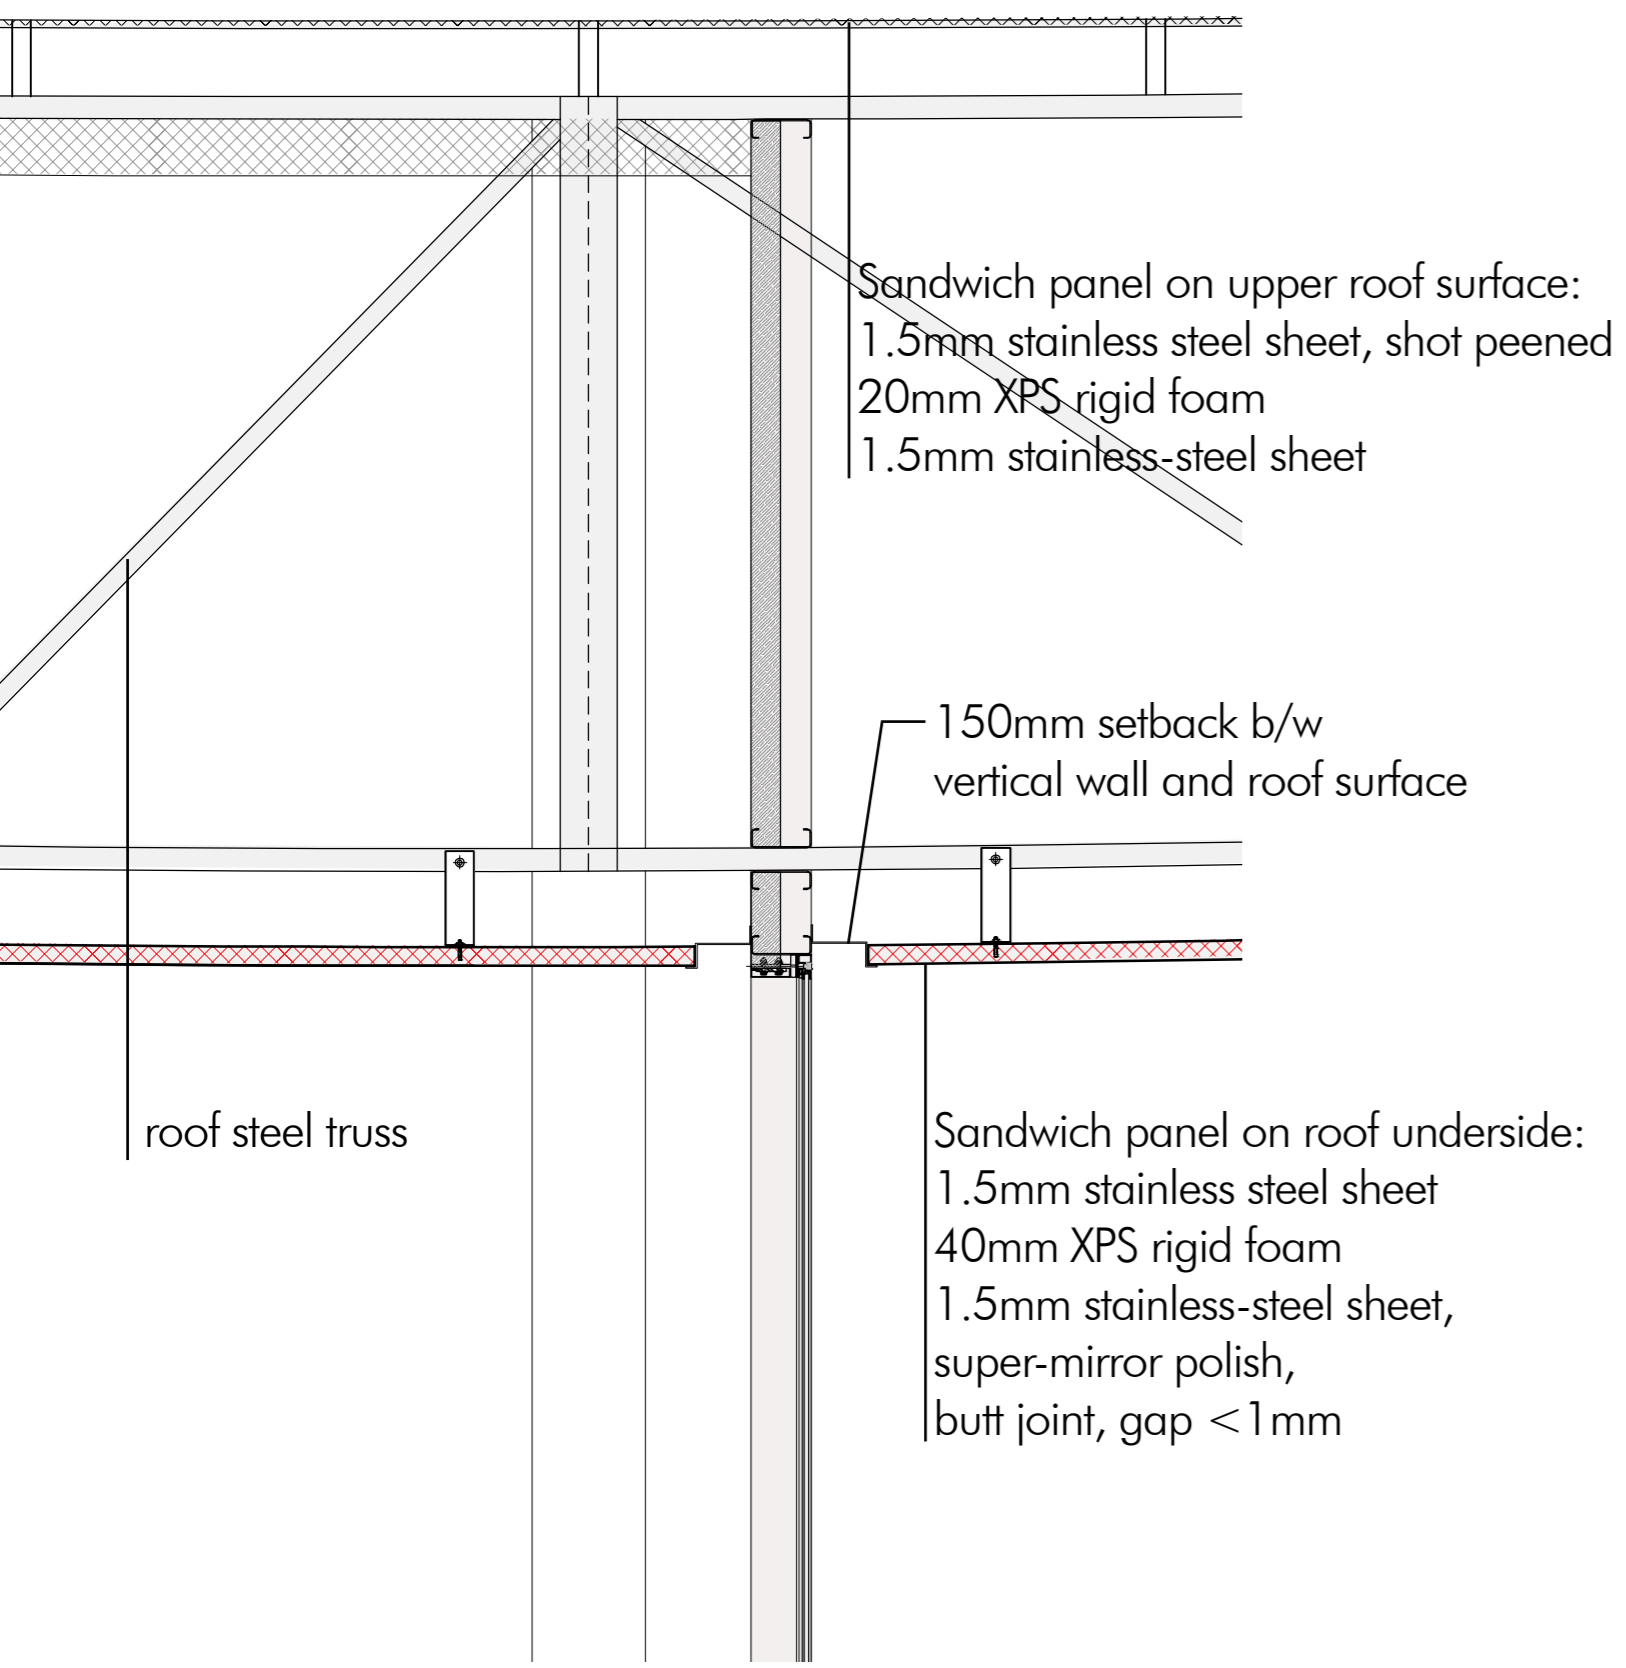 Sandwich panel on upper roof surface:
1.5mm stainless steel sheet, shot peened
20mm XPS rigid foam
1.5mm stainless-steel sheet
150mm setback b/w
vertical wall and roof surface
roof steel truss
Sandwich panel on roof underside:
1.5mm stainless steel sheet
40mm XPS rigid foam
1.5mm stainless-steel sheet,
super-mirror polish,
butt joint, gap <1mm